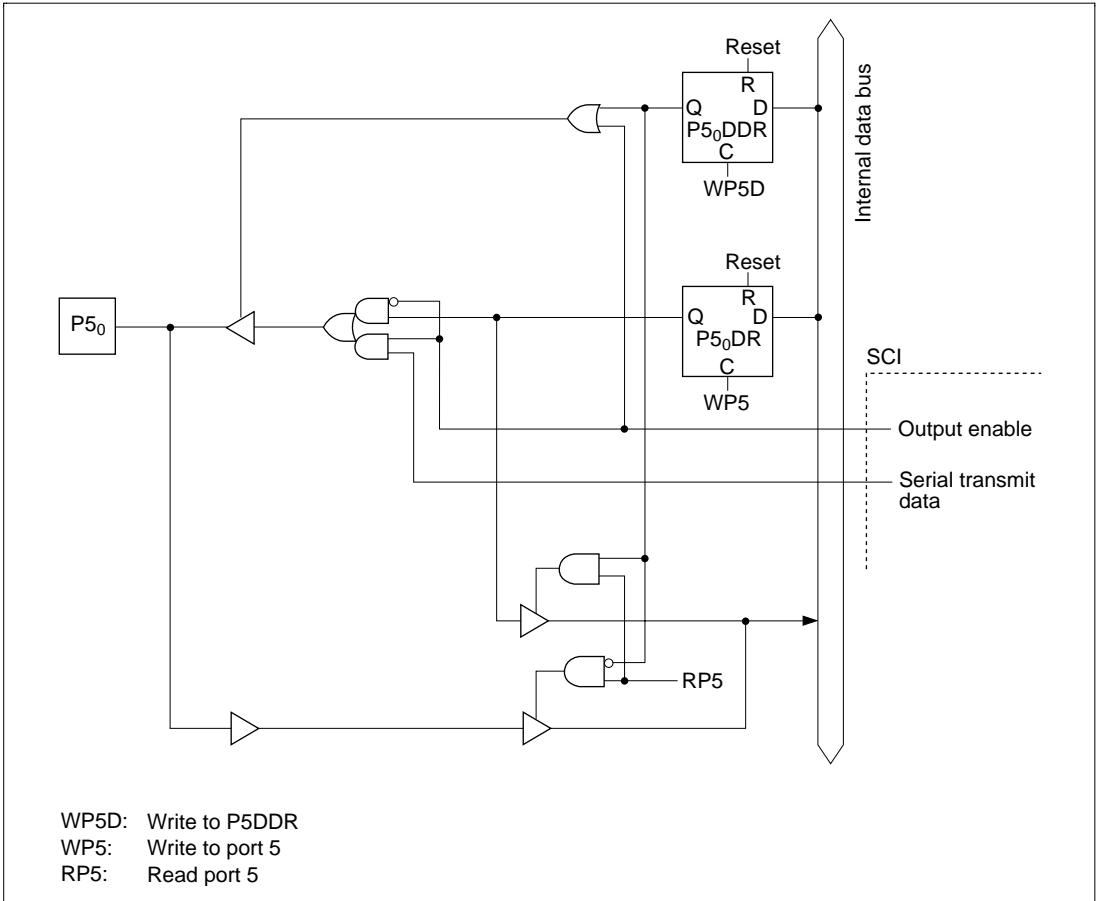 Reset
R
Q D
P5₀DDR
C
WP5D
Internal data bus
Reset
R
Q D
P5₀DR
C
WP5
P5₀
SCI
Output enable
Serial transmit
data
RP5
WP5D: Write to P5DDR
WP5: Write to port 5
RP5: Read port 5